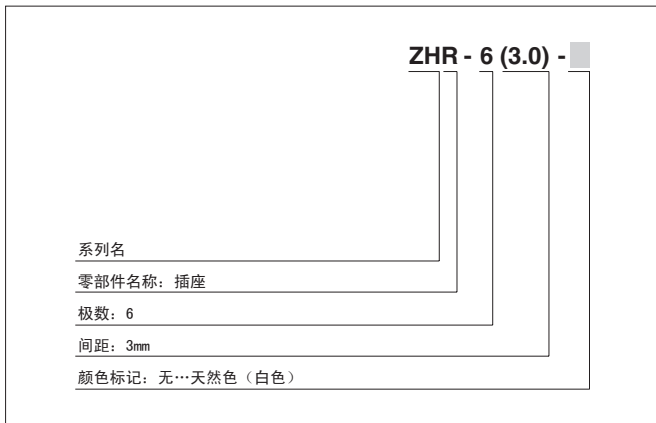 ZHR - 6 (3.0) -
系列名
零部件名称：插座
极数：6
间距：3mm
颜色标记：无…天然色（白色）